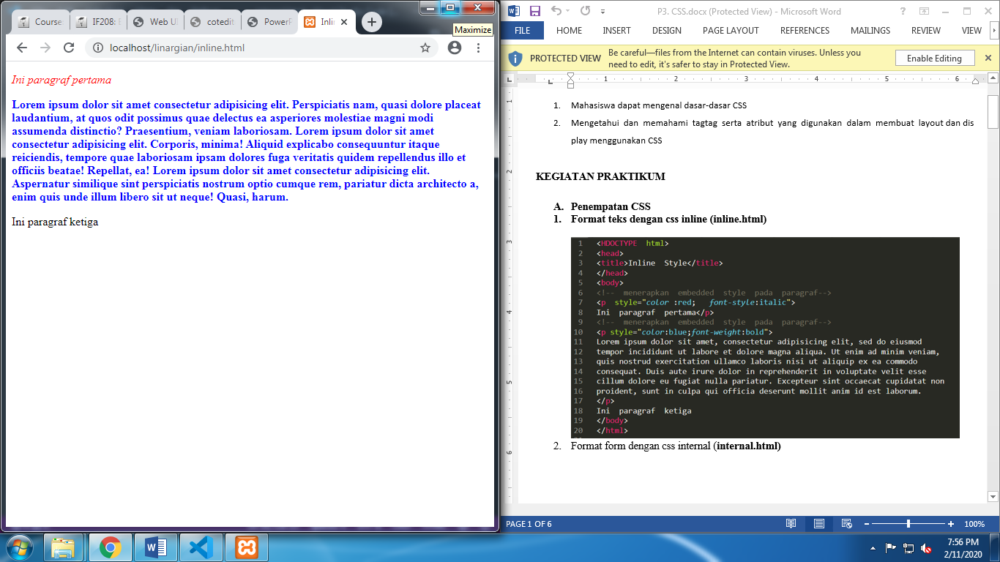 Course
IF208: E
Web UI
cotedit
PowerP
Inlin
Maximize
localhost/linargian/inline.html
Ini paragraf pertama
Lorem ipsum dolor sit amet consectetur adipisicing elit. Perspiciatis nam, quasi dolore placeat
laudantium, at quos odit possimus quae delectus ea asperiores molestiae magni modi
assumenda distinctio? Praesentium, veniam laboriosam. Lorem ipsum dolor sit amet
consectetur adipisicing elit. Corporis, minima! Aliquid explicabo consequuntur itaque
reiciendis, tempore quae laboriosam ipsam dolores fuga veritatis quidem repellendus illo et
officiis beatae! Repellat, ea! Lorem ipsum dolor sit amet consectetur adipisicing elit.
Aspernatur similique sint perspiciatis nostrum optio cumque rem, pariatur dicta architecto a,
enim quis unde illum libero sit ut neque! Quasi, harum.
Ini paragraf ketiga
P3. CSS.docx (Protected View) - Microsoft Word
FILE HOME INSERT DESIGN PAGE LAYOUT REFERENCES MAILINGS REVIEW VIEW
PROTECTED VIEW Be careful—files from the Internet can contain viruses. Unless you
need to edit, it's safer to stay in Protected View.
Enable Editing
1 2 3 4 5 6
1. Mahasiswa dapat mengenal dasar-dasar CSS
2. Mengetahui dan memahami tagtag serta atribut yang digunakan dalam membuat layout dan dis
play menggunakan CSS
KEGIATAN PRAKTIKUM
A. Penempatan CSS
1. Format teks dengan css inline (inline.html)
1 <HDOCTYPE html>
2 <head>
3 <title>Inline Style</title>
4 </head>
5 <body>
6 <!-- menerapkan embedded style pada paragraf-->
7 <p style="color :red; font-style:italic">
8 Ini paragraf pertama</p>
9 <!-- menerapkan embedded style pada paragraf-->
10 <p style="color:blue;font-weight:bold">
11 Lorem ipsum dolor sit amet, consectetur adipisicing elit, sed do eiusmod
12 tempor incididunt ut labore et dolore magna aliqua. Ut enim ad minim veniam,
13 quis nostrud exercitation ullamco laboris nisi ut aliquip ex ea commodo
14 consequat. Duis aute irure dolor in reprehenderit in voluptate velit esse
15 cillum dolore eu fugiat nulla pariatur. Excepteur sint occaecat cupidatat non
16 proident, sunt in culpa qui officia deserunt mollit anim id est laborum.
17 </p>
18 Ini paragraf ketiga
19 </body>
20 </html>
2. Format form dengan css internal (internal.html)
1
2
3
4
5
6
PAGE 1 OF 6
100%
7:56 PM
2/11/2020